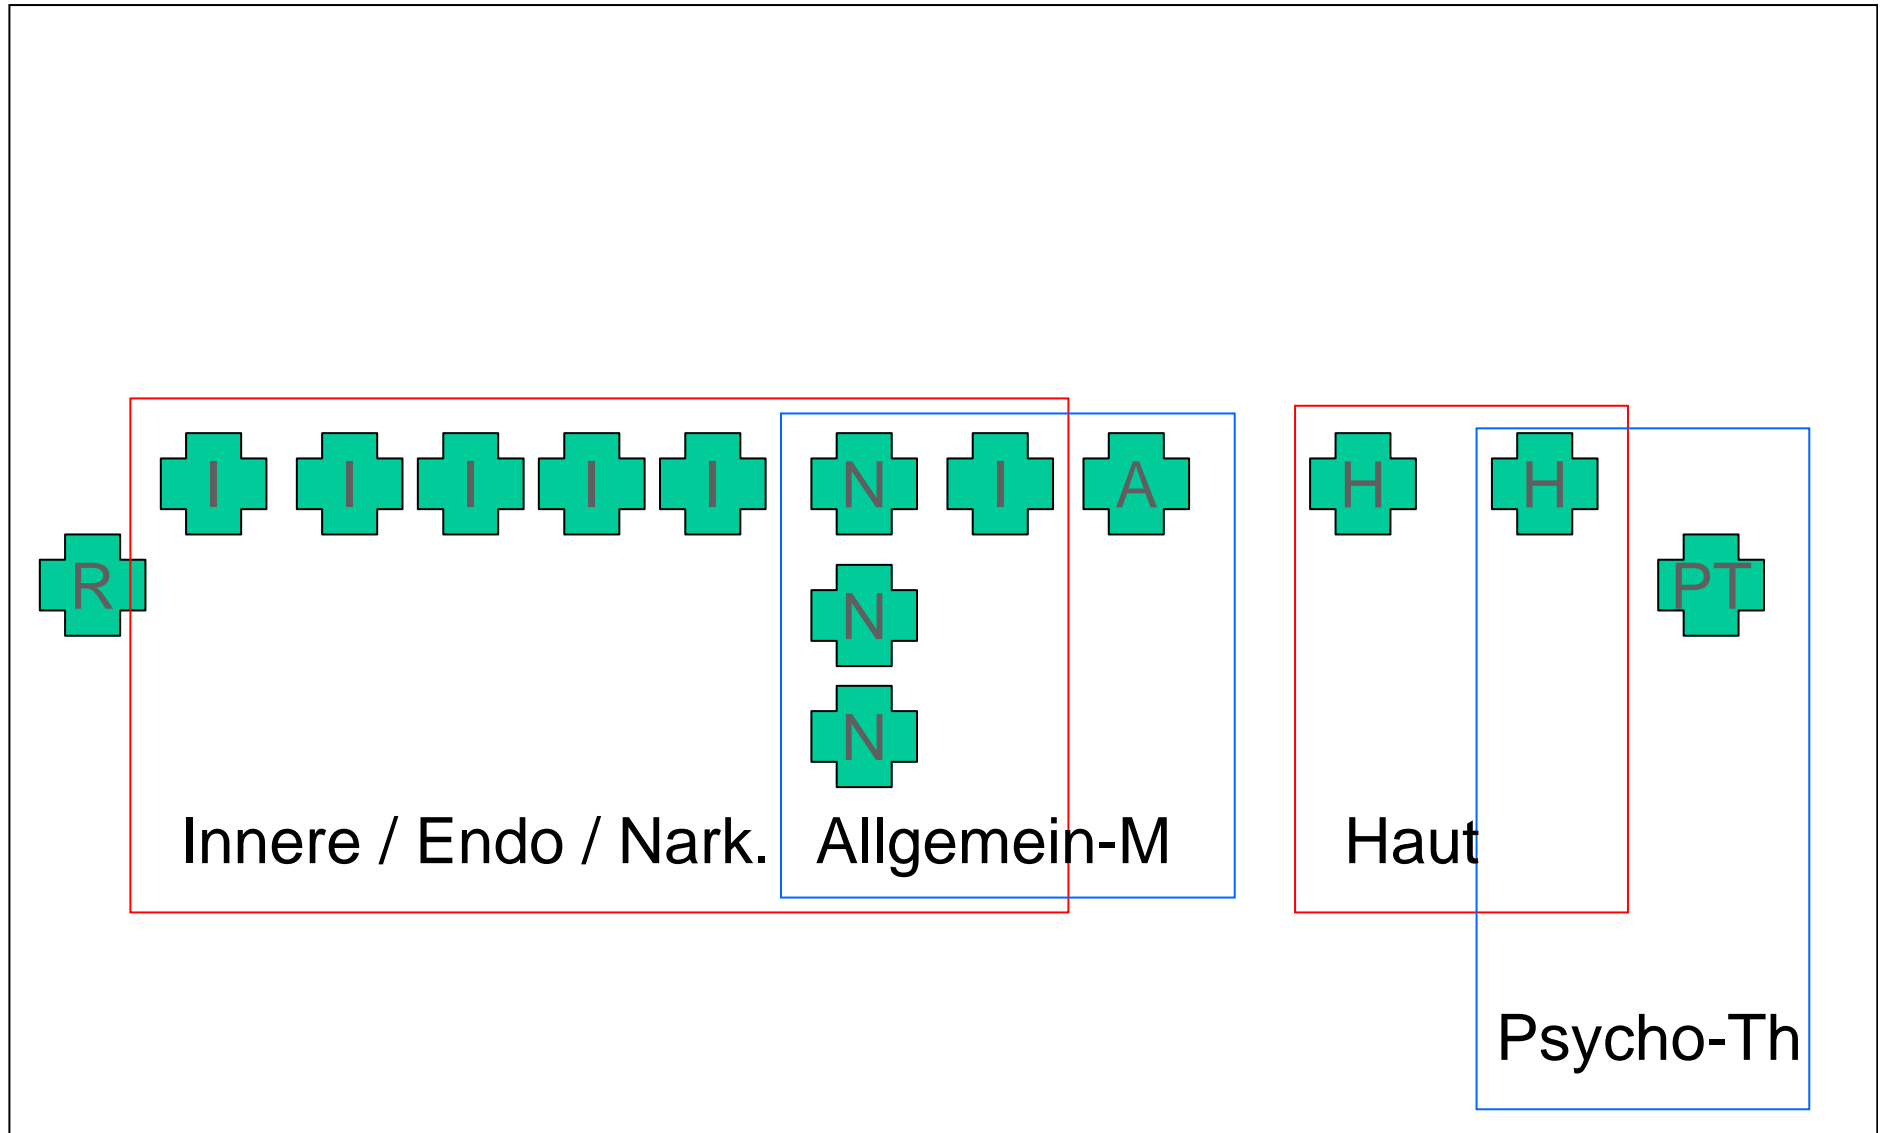 I I I I I N I A H H
R N PT
N
Innere / Endo / Nark. Allgemein-M Haut
Psycho-Th